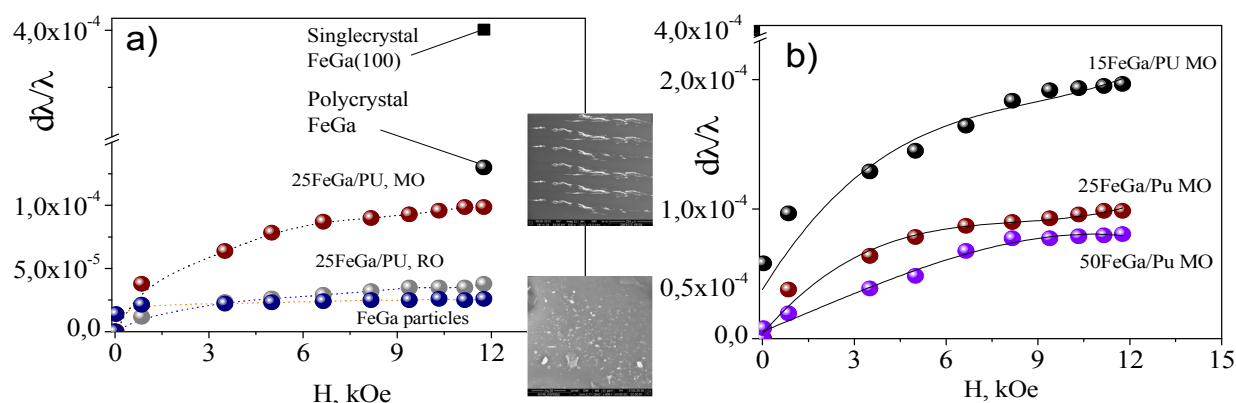 a)
4,0x10⁻⁴
Singlecrystal
FeGa(100)
Polycrystal
FeGa
dλ/λ
25FeGa/PU, MO
1,0x10⁻⁴
5,0x10⁻⁵
25FeGa/PU, RO
FeGa particles
0,0
0 3 6 9 12
H, kOe
b)
2,0x10⁻⁴
15FeGa/PU MO
dλ/λ
1,0x10⁻⁴
25FeGa/Pu MO
0,5x10⁻⁴
50FeGa/Pu MO
0,0
0 3 6 9 12 15
H, kOe